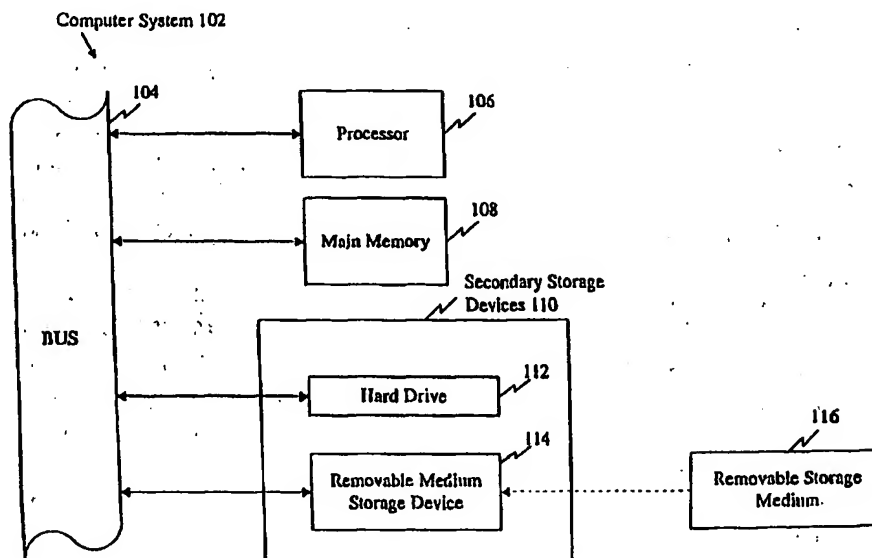 Computer System 102
104
106
Processor
108
Main Memory
Secondary Storage
Devices 110
BUS
112
Hard Drive
114
Removable Medium
Storage Device
116
Removable Storage
Medium.